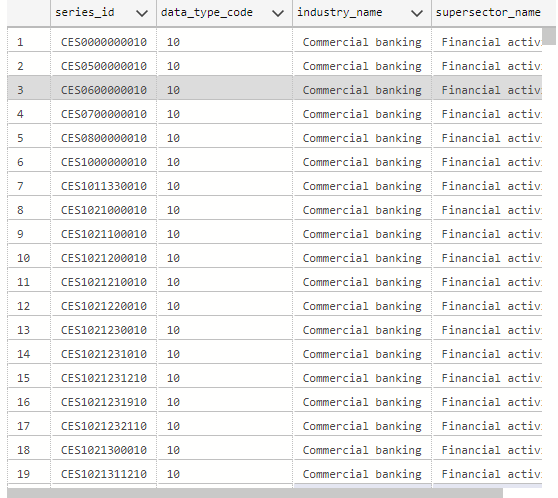 series_id data_type_code industry_name supersector_name
1 CES0000000010 10 Commercial banking Financial activ
2 CES0500000010 10 Commercial banking Financial activ
3 CES0600000010 10 Commercial banking Financial activ
4 CES0700000010 10 Commercial banking Financial activ
5 CES0800000010 10 Commercial banking Financial activ
6 CES1000000010 10 Commercial banking Financial activ
7 CES1011330010 10 Commercial banking Financial activ
8 CES1021000010 10 Commercial banking Financial activ
9 CES1021100010 10 Commercial banking Financial activ
10 CES1021200010 10 Commercial banking Financial activ
11 CES1021210010 10 Commercial banking Financial activ
12 CES1021220010 10 Commercial banking Financial activ
13 CES1021230010 10 Commercial banking Financial activ
14 CES1021231010 10 Commercial banking Financial activ
15 CES1021231210 10 Commercial banking Financial activ
16 CES1021231910 10 Commercial banking Financial activ
17 CES1021232110 10 Commercial banking Financial activ
18 CES1021300010 10 Commercial banking Financial activ
19 CES1021311210 10 Commercial banking Financial activ